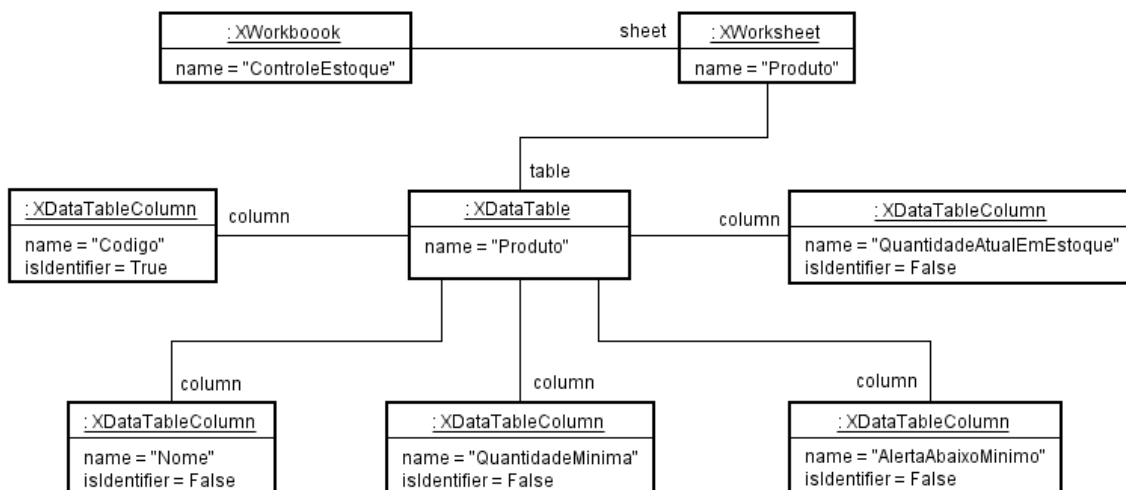 : XWorkboook
name = "ControleEstoque"
sheet
: XWorksheet
name = "Produto"
table
: XDataTableColumn
name = "Codigo"
isIdentifier = True
column
: XDataTable
name = "Produto"
column
: XDataTableColumn
name = "QuantidadeAtualEmEstoque"
isIdentifier = False
column
: XDataTableColumn
name = "Nome"
isIdentifier = False
column
: XDataTableColumn
name = "QuantidadeMinima"
isIdentifier = False
column
: XDataTableColumn
name = "AlertaAbaixoMinimo"
isIdentifier = False